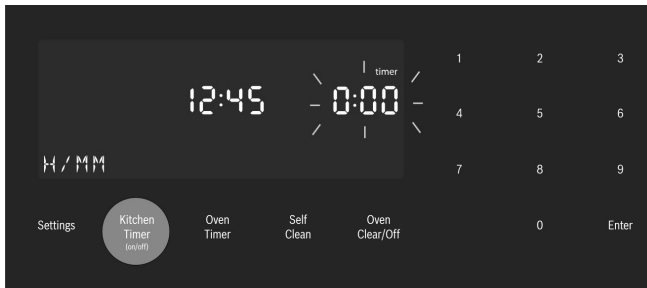 timer
12:45 0:00
H/MM
1 2 3
4 5 6
7 8 9
0 Enter
Settings
Kitchen
Timer
(on/off)
Oven
Timer
Self
Clean
Oven
Clear/Off